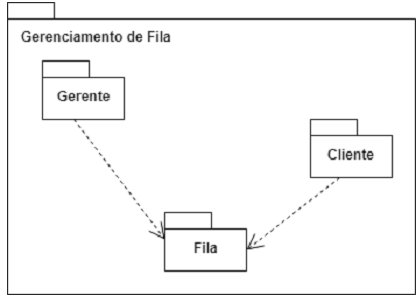 Gerenciamento de Fila
Gerente
Cliente
Fila